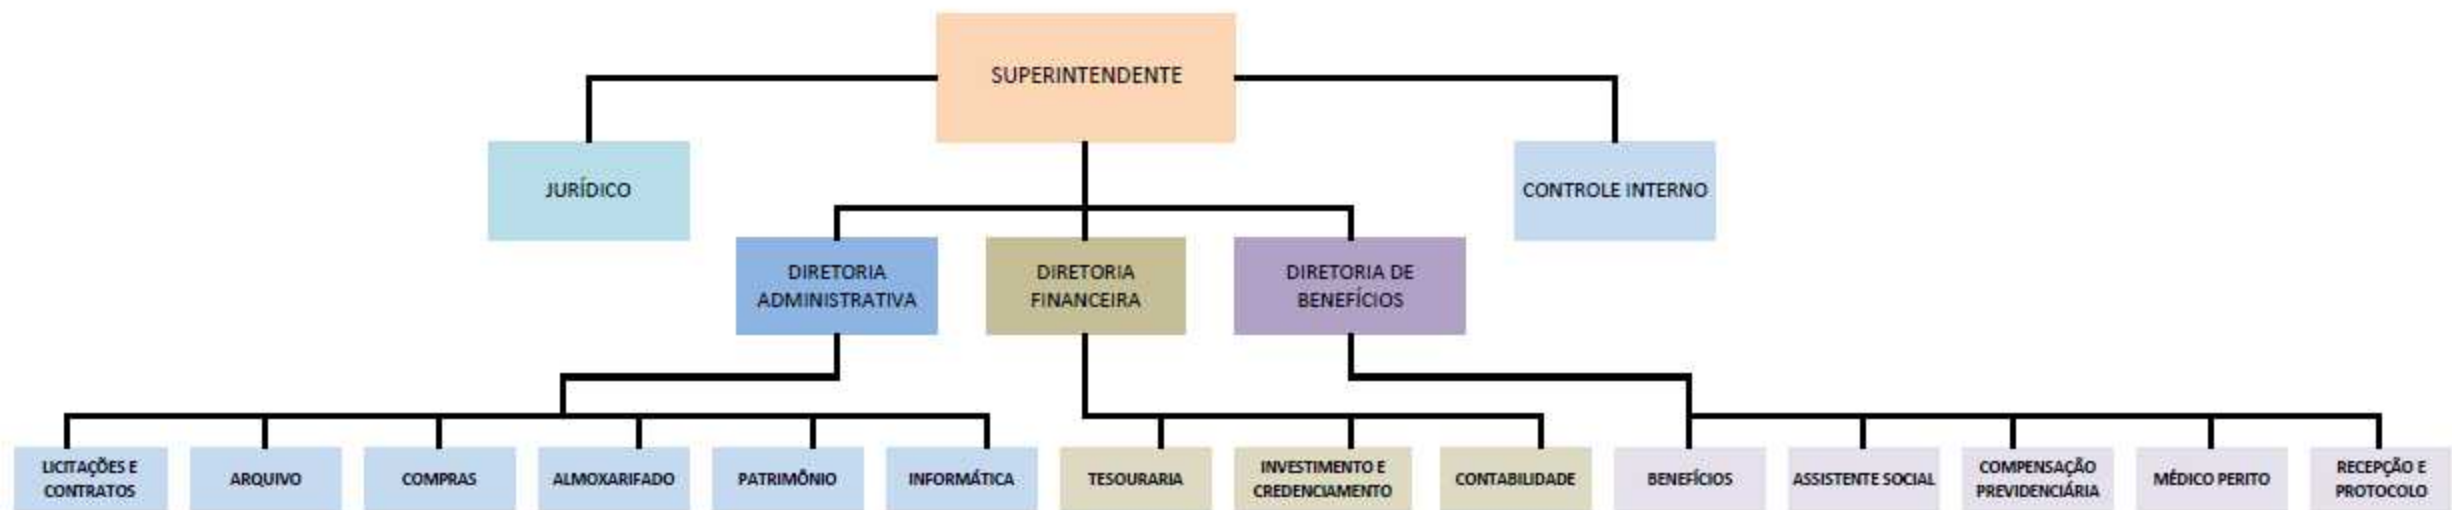 SUPERINTENDENTE
JURÍDICO
CONTROLE INTERNO
DIRETORIA
ADMINISTRATIVA
DIRETORIA
FINANCEIRA
DIRETORIA DE
BENEFÍCIOS
LICITAÇÕES E
CONTRATOS
ARQUIVO
COMPRAS
ALMOXARIFADO
PATRIMÔNIO
INFORMÁTICA
TESOURARIA
INVESTIMENTO E
CREDENCIAMENTO
CONTABILIDADE
BENEFÍCIOS
ASSISTENTE SOCIAL
COMPENSAÇÃO
PREVIDENCIÁRIA
MÉDICO PERITO
RECEPÇÃO E
PROTOCOLO